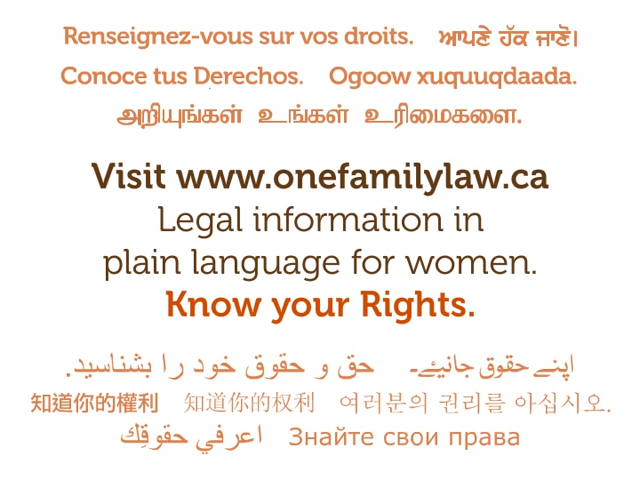 Renseignez-vous sur vos droits. ਆਪਣੇ ਹੱਕ ਜਾਣੋ।
Conoce tus Derechos. Ogoow xuquuqdaada.
அறியுங்கள் உங்கள் உரிமைகளை.
Visit www.onefamilylaw.ca
Legal information in
plain language for women.
Know your Rights.
اپنے حقوق جانیئے۔ حق و حقوق خود را بشناسید.
知道你的權利 知道你的权利 여러분의 권리를 아십시오.
اعرفي حقوقِك Знайте свои права